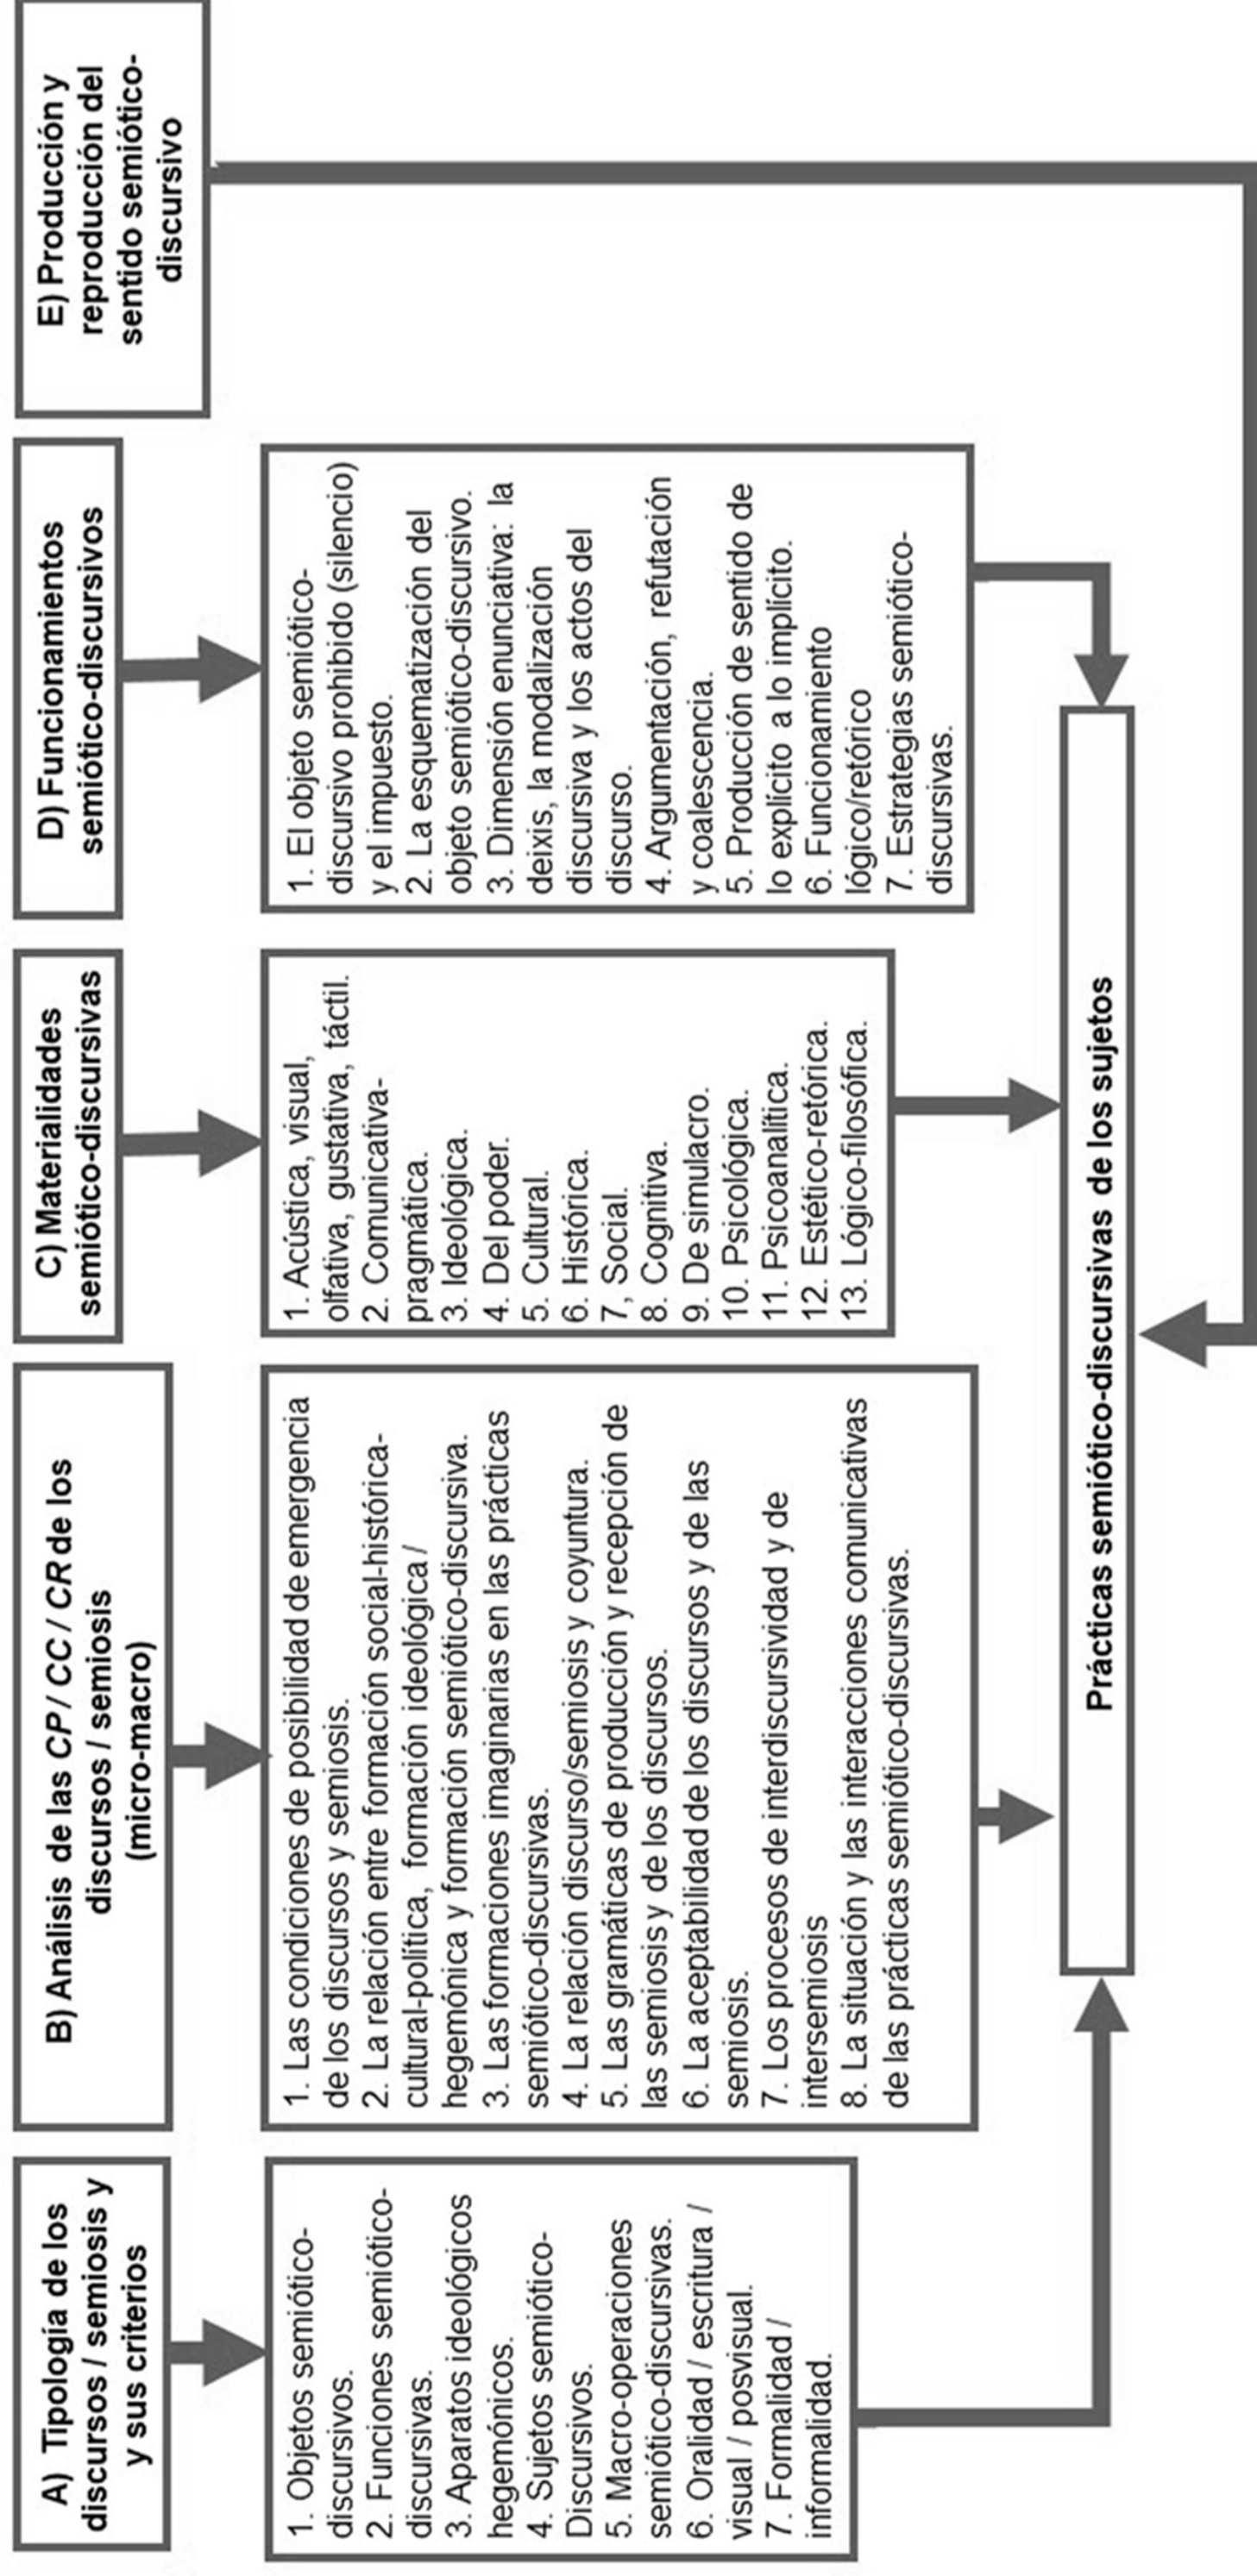 A) Tipología de los
discursos / semiosis y
y sus criterios
1. Objetos semiótico-
discursivos.
2. Funciones semiótico-
discursivas.
3. Aparatos ideológicos
hegemónicos.
4. Sujetos semiótico-
Discursivos.
5. Macro-operaciones
semiótico-discursivas.
6. Oralidad / escritura /
visual / posvisual.
7. Formalidad /
informalidad.
B) Análisis de las CP / CC / CR de los
discursos / semiosis
(micro-macro)
1. Las condiciones de posibilidad de emergencia
de los discursos y semiosis.
2. La relación entre formación social-histórica-
cultural-política, formación ideológica /
hegemónica y formación semiótico-discursiva.
3. Las formaciones imaginarias en las prácticas
semiótico-discursivas.
4. La relación discurso/semiosis y coyuntura.
5. Las gramáticas de producción y recepción de
las semiosis y de los discursos.
6. La aceptabilidad de los discursos y de las
semiosis.
7. Los procesos de interdiscursividad y de
intersemiosis
8. La situación y las interacciones comunicativas
de las prácticas semiótico-discursivas.
C) Materialidades
semiótico-discursivas
1. Acústica, visual,
olfativa, gustativa, táctil.
2. Comunicativa-
pragmática.
3. Ideológica.
4. Del poder.
5. Cultural.
6. Histórica.
7, Social.
8. Cognitiva.
9. De simulacro.
10. Psicológica.
11. Psicoanalítica.
12. Estético-retórica.
13. Lógico-filosófica.
D) Funcionamientos
semiótico-discursivos
1. El objeto semiótico-
discursivo prohibido (silencio)
y el impuesto.
2. La esquematización del
objeto semiótico-discursivo.
3. Dimensión enunciativa: la
deixis, la modalización
discursiva y los actos del
discurso.
4. Argumentación, refutación
y coalescencia.
5. Producción de sentido de
lo explícito a lo implícito.
6. Funcionamiento
lógico/retórico
7. Estrategias semiótico-
discursivas.
E) Producción y
reproducción del
sentido semiótico-
discursivo
Prácticas semiótico-discursivas de los sujetos